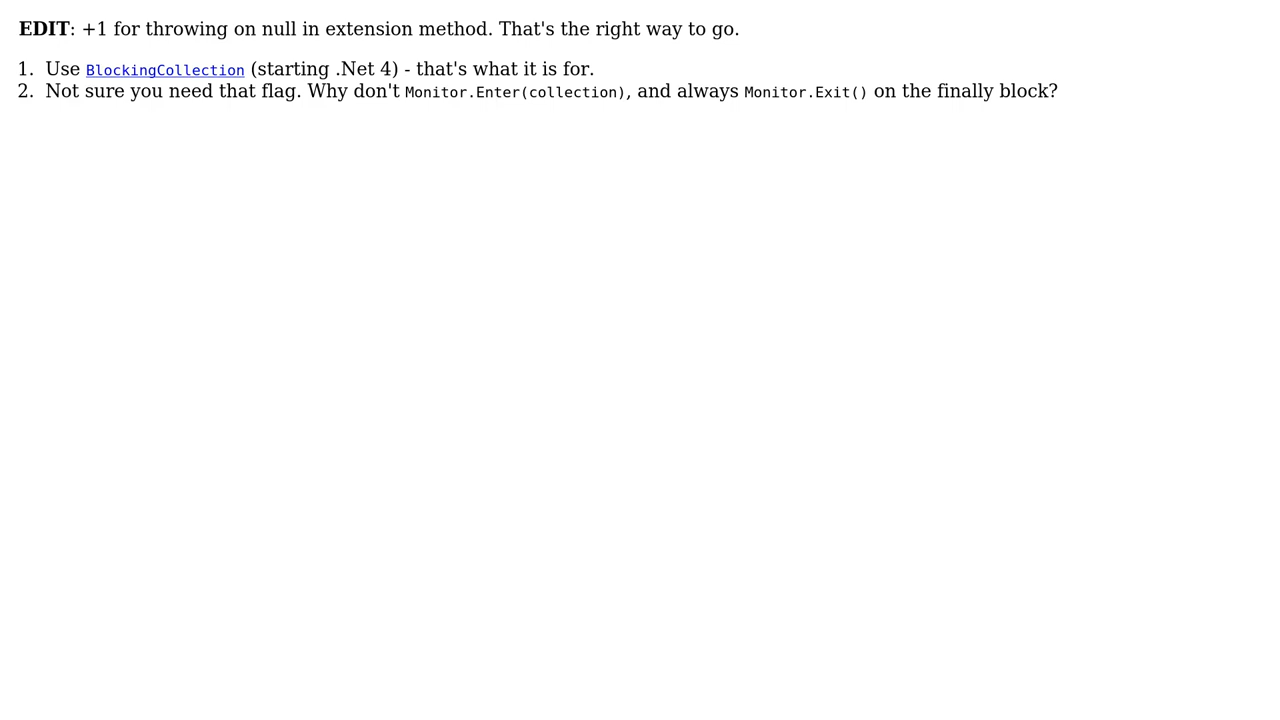 EDIT: +1 for throwing on null in extension method. That's the right way to go.
1. Use BlockingCollection (starting .Net 4) - that's what it is for.
2. Not sure you need that flag. Why don't Monitor.Enter(collection), and always Monitor.Exit() on the finally block?